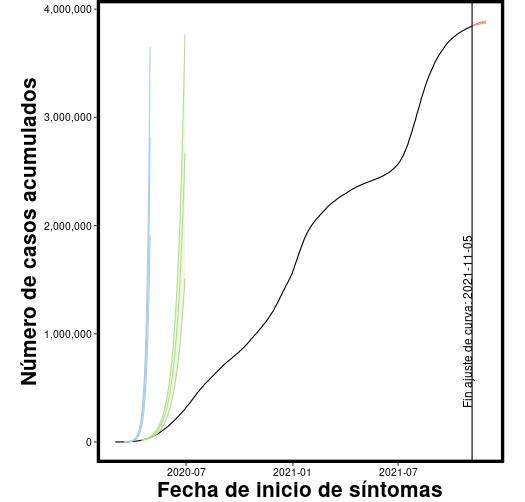 Número de casos acumulados
4,000,000
3,000,000
2,000,000
1,000,000
0
Fin ajuste de curva: 2021-11-05
2020-07
2021-01
2021-07
Fecha de inicio de síntomas